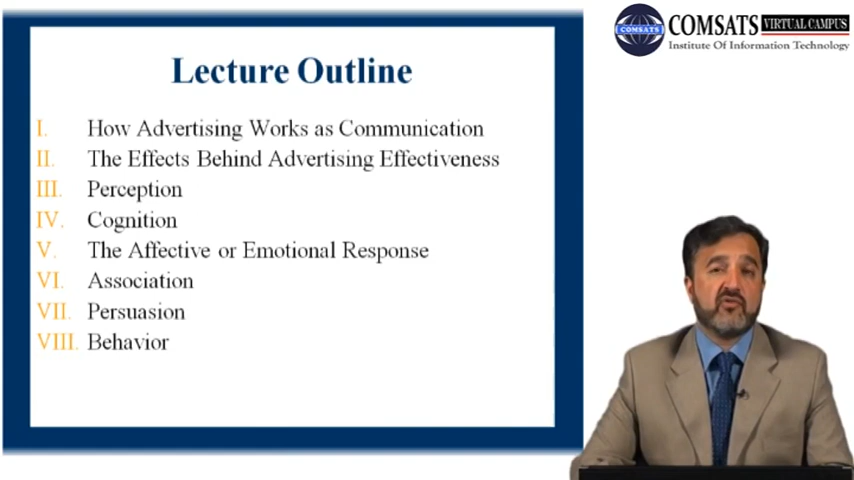 Lecture Outline
I. How Advertising Works as Communication
II. The Effects Behind Advertising Effectiveness
III. Perception
IV. Cognition
V. The Affective or Emotional Response
VI. Association
VII. Persuasion
VIII. Behavior
COMSATS
COMSATS VIRTUAL CAMPUS
Institute Of Information Technology